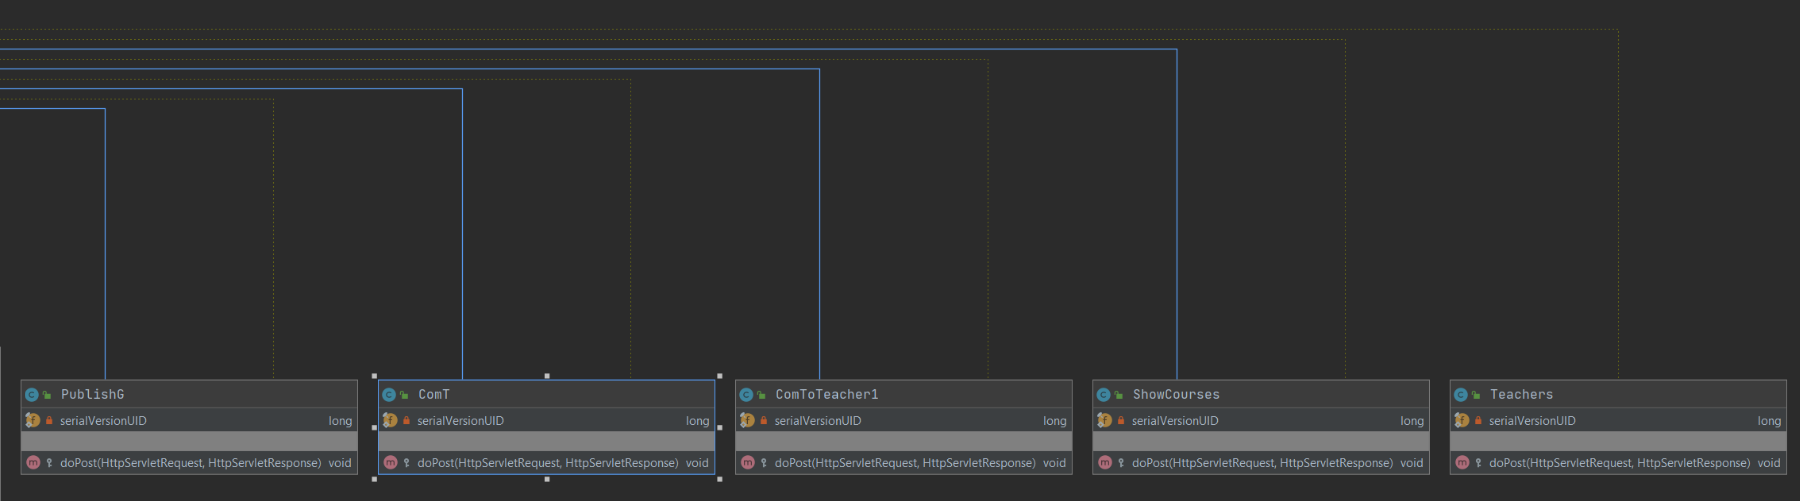 PublishG
serialVersionUID long
doPost(HttpServletRequest, HttpServletResponse) void
ComT
serialVersionUID long
doPost(HttpServletRequest, HttpServletResponse) void
ComToTeacher1
serialVersionUID long
doPost(HttpServletRequest, HttpServletResponse) void
ShowCourses
serialVersionUID long
doPost(HttpServletRequest, HttpServletResponse) void
Teachers
serialVersionUID long
doPost(HttpServletRequest, HttpServletResponse) void